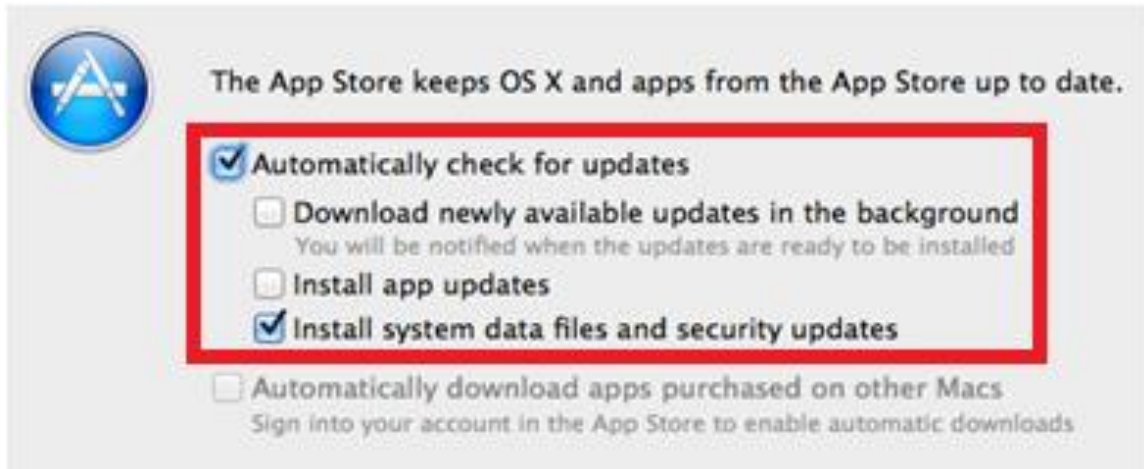 The App Store keeps OS X and apps from the App Store up to date.
Automatically check for updates
Download newly available updates in the background
You will be notified when the updates are ready to be installed
Install app updates
Install system data files and security updates
Automatically download apps purchased on other Macs
Sign into your account in the App Store to enable automatic downloads